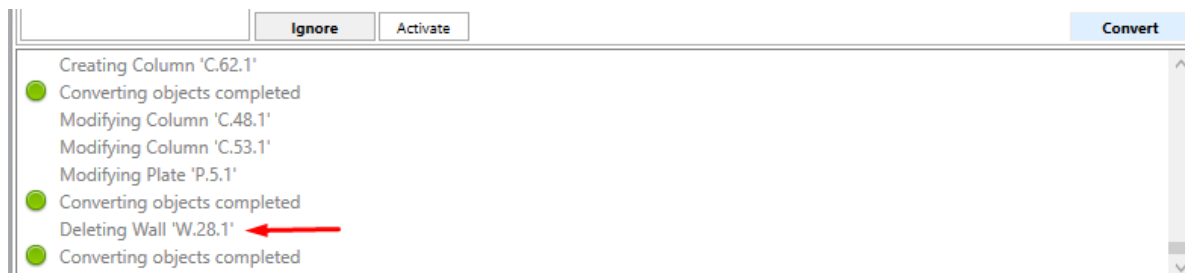 Ignore Activate Convert
Creating Column 'C.62.1'
Converting objects completed
Modifying Column 'C.48.1'
Modifying Column 'C.53.1'
Modifying Plate 'P.5.1'
Converting objects completed
Deleting Wall 'W.28.1'
Converting objects completed